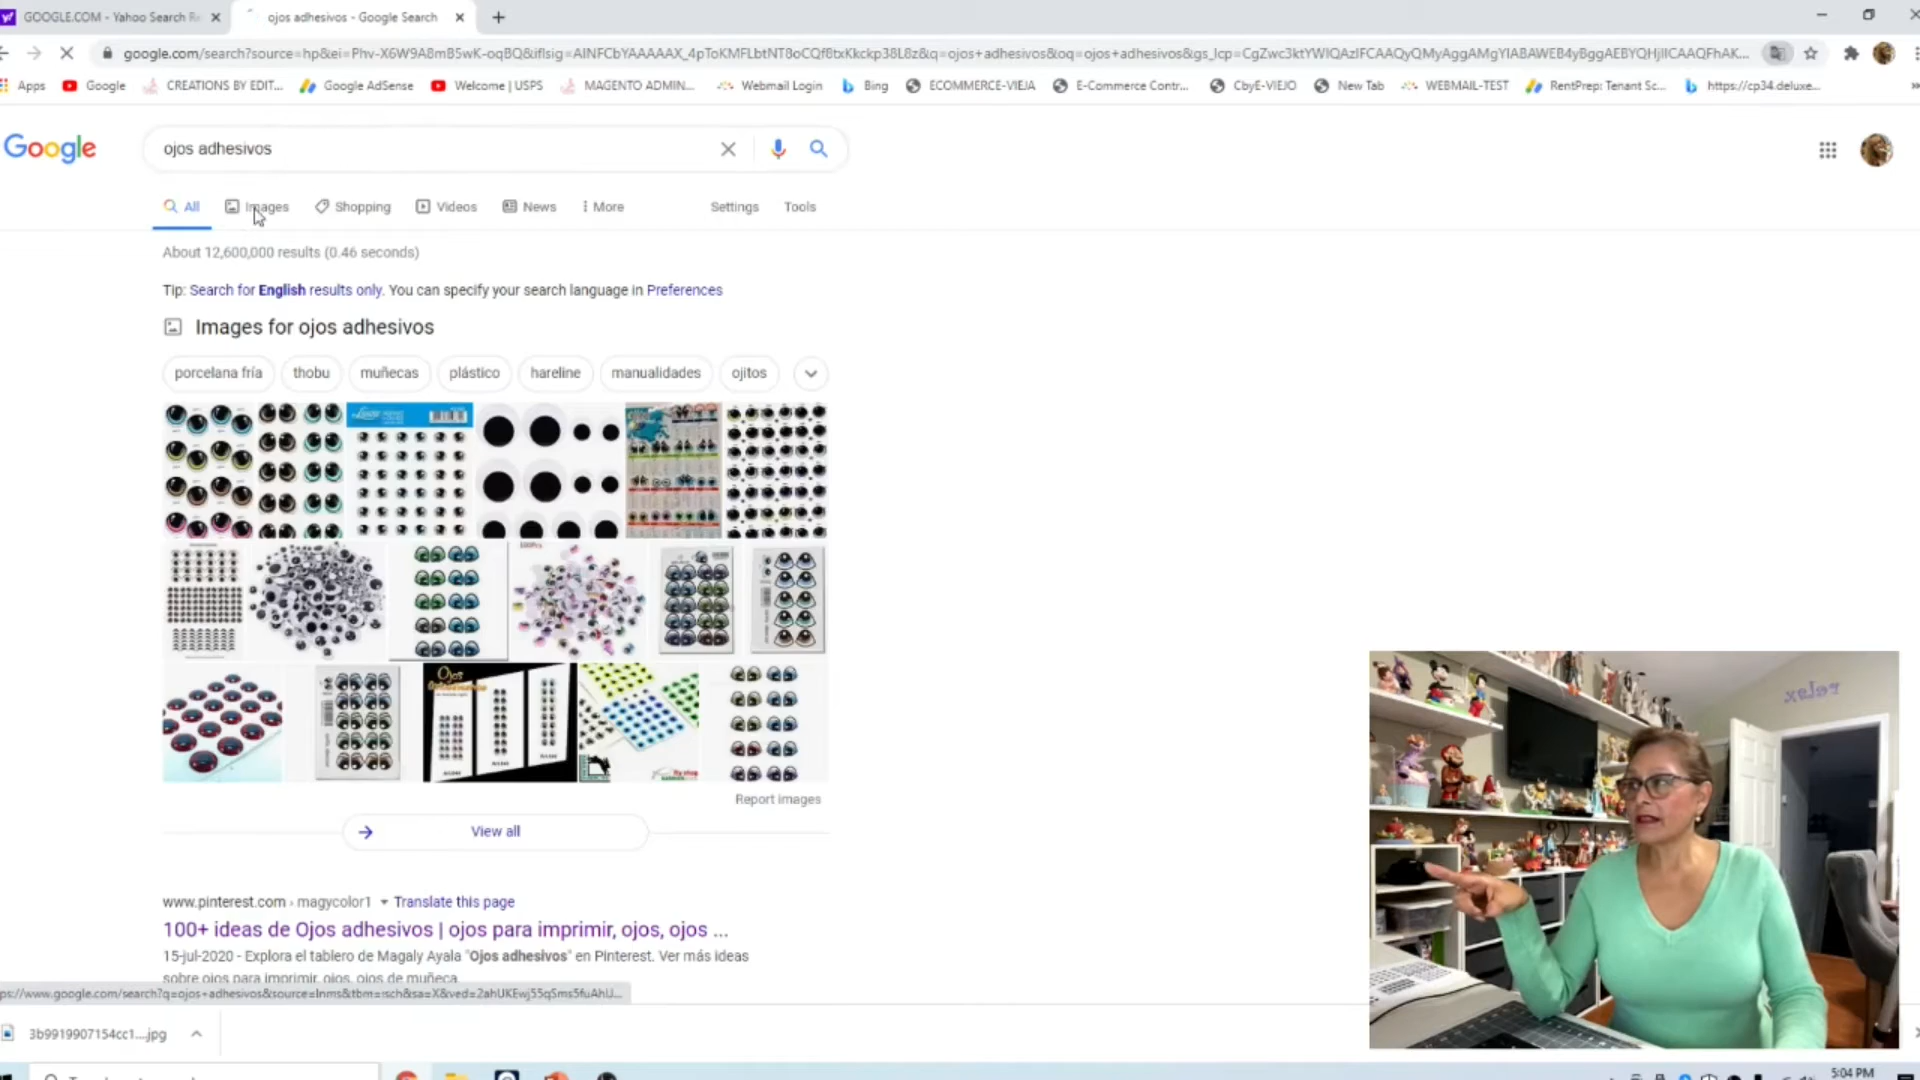 GOOGLE.COM - Yahoo Search Re
ojos adhesivos - Google Search
Apps
Google
CREATIONS BY EDIT...
Google AdSense
Welcome | USPS
MAGENTO ADMIN...
Webmail Login
Bing
ECOMMERCE-VIEJA
E-Commerce Contr...
CbyE-VIEJO
New Tab
WEBMAIL-TEST
RentPrep: Tenant Sc...
https://cp34.deluxe...
Google
ojos adhesivos
All
Images
Shopping
Videos
News
More
Settings
Tools
About 12,600,000 results (0.46 seconds)
Tip: Search for English results only. You can specify your search language in Preferences
Images for ojos adhesivos
porcelana fría
thobu
muñecas
plástico
hareline
manualidades
ojitos
Ojos
Report images
View all
www.pinterest.com › magycolor1
Translate this page
100+ ideas de Ojos adhesivos | ojos para imprimir, ojos, ojos ...
15-jul-2020 - Explora el tablero de Magaly Ayala "Ojos adhesivos" en Pinterest. Ver más ideas
sobre ojos para imprimir, ojos, ojos de muñeca.
3b9919907154cc1....jpg
relax
5:04 PM